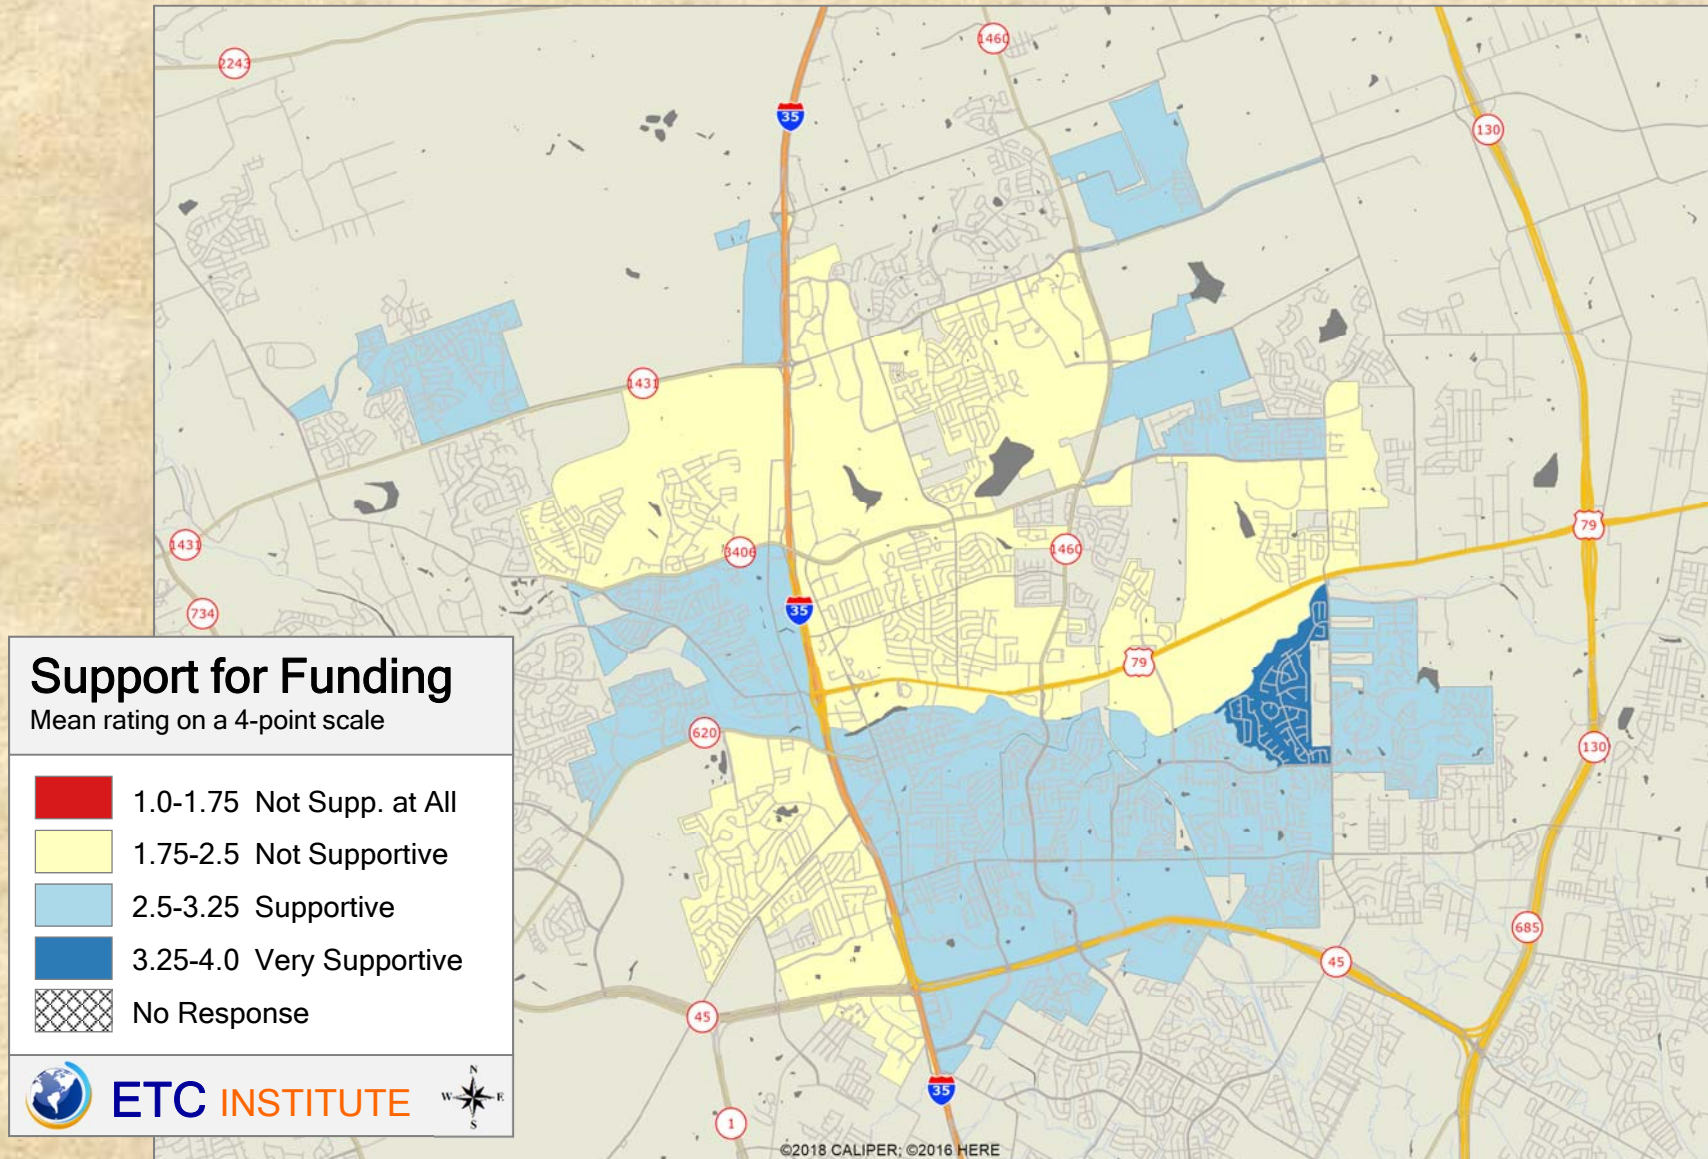 2243
1460
35
130
1431
1431
3406
1460
79
734
35
79
620
130
685
45
45
35
1
Support for Funding
Mean rating on a 4-point scale
1.0-1.75 Not Supp. at All
1.75-2.5 Not Supportive
2.5-3.25 Supportive
3.25-4.0 Very Supportive
No Response
ETC INSTITUTE
N
W E
S
©2018 CALIPER; ©2016 HERE